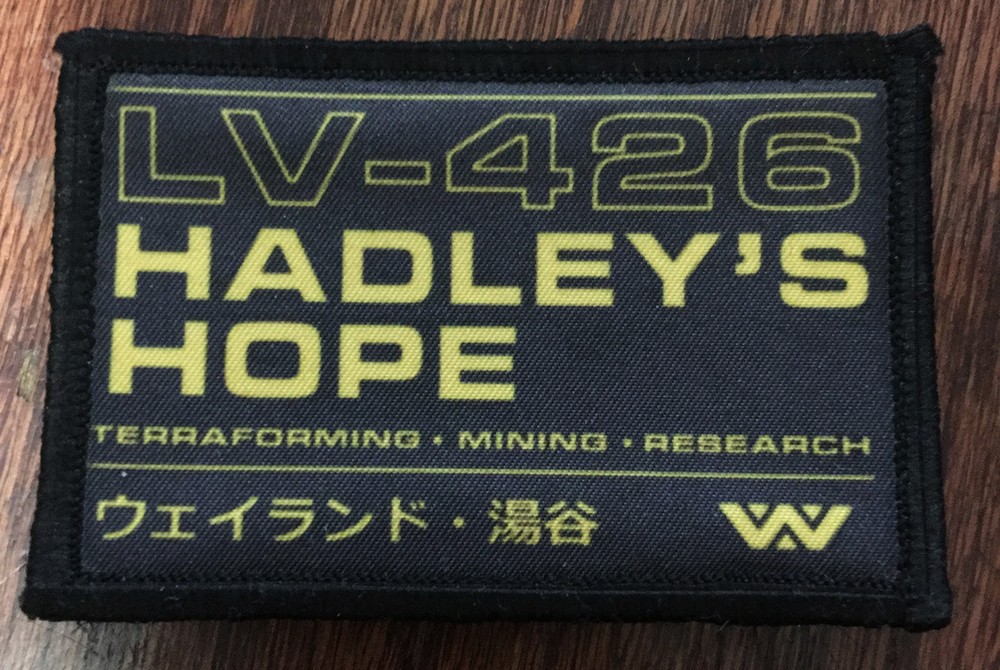 LV-426
HADLEY'S
HOPE
TERRAFORMING · MINING · RESEARCH
ウェイランド・湯谷